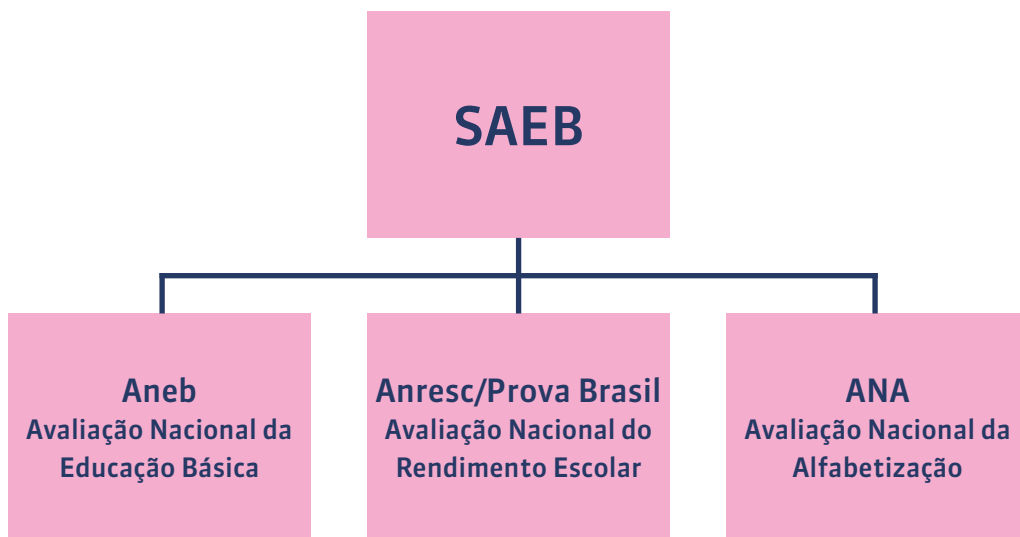 SAEB
Aneb
Avaliação Nacional da
Educação Básica
Anresc/Prova Brasil
Avaliação Nacional do
Rendimento Escolar
ANA
Avaliação Nacional da
Alfabetização